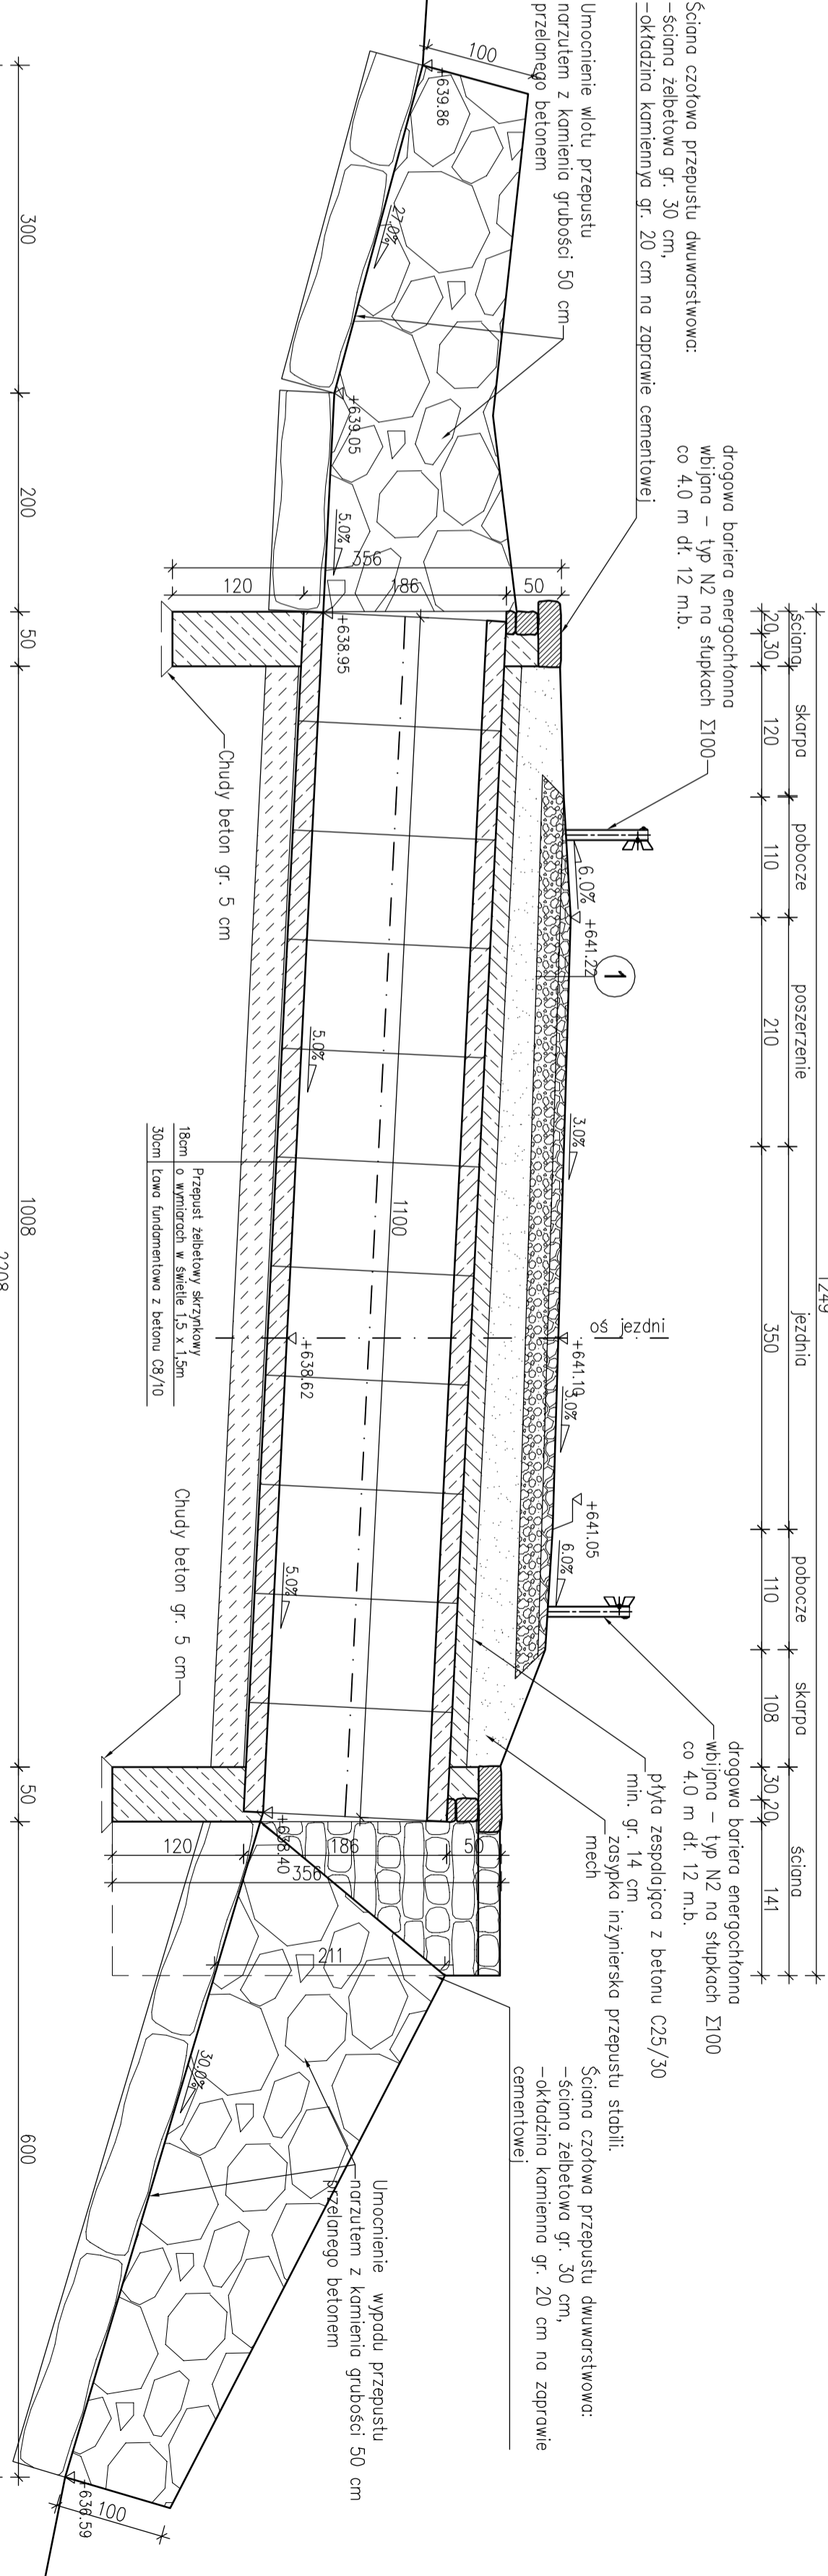 Ściana czołowa przepustu dwuwarstwowa:
-ściana żelbetowa gr. 30 cm,
-okładzina kamiennya gr. 20 cm na zaprawie cementowej
Umocnienie wlotu przepustu
narzutem z kamienia grubości 50 cm
przelanego betonem
drogowa bariera energochłonna
wbijana - typ N2 na słupkach Σ100
co 4.0 m dł. 12 m.b.
1249
ściana
skarpa
pobocze
poszerzenie
jezdnia
pobocze
skarpa
ściana
20
30
120
110
210
350
110
108
30
20
141
drogowa bariera energochłonna
wbijana - typ N2 na słupkach Σ100
co 4.0 m dł. 12 m.b.
płyta zespalająca z betonu C25/30
min. gr. 14 cm
zasypka inżynierska przepustu stabili.
mech
Ściana czołowa przepustu dwuwarstwowa:
-ściana żelbetowa gr. 30 cm,
-okładzina kamienna gr. 20 cm na zaprawie
cementowej
Umocnienie wypadu przepustu
narzutem z kamienia grubości 50 cm
przelanego betonem
100
+639.86
27.0%
+639.05
5.0%
356
120
186
50
+638.95
6.0%
+641.22
1
3.0%
oś jezdni
+641.10
3.0%
+641.05
6.0%
1100
5.0%
+638.62
5.0%
+638.40
120
186
50
356
211
30.0%
+636.59
100
Chudy beton gr. 5 cm
Przepust żelbetowy skrzynkowy
18cm o wymiarach w świetle 1,5 x 1,5m
30cm Ława fundamentowa z betonu C8/10
Chudy beton gr. 5 cm
300
200
50
1008
50
600
2208